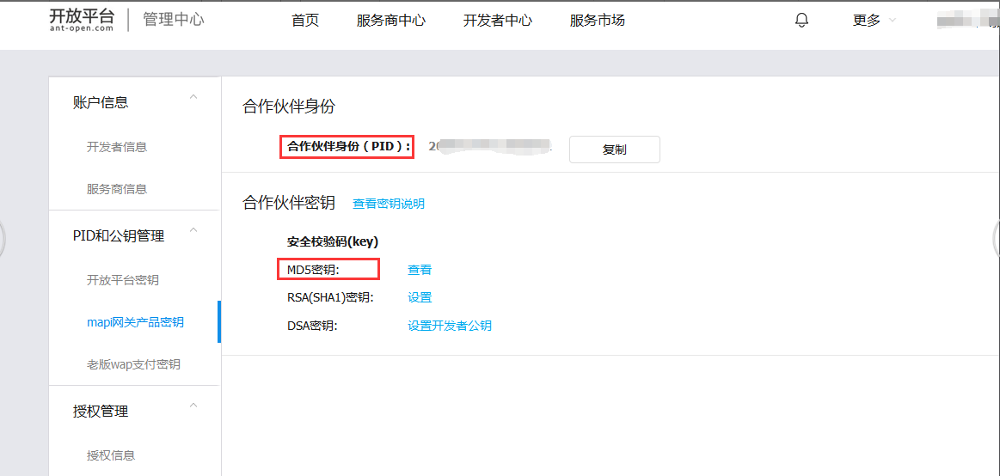 开放平台 管理中心 首页 服务商中心 开发者中心 服务市场 更多
ant-open.com
账户信息
开发者信息
服务商信息
PID和公钥管理
开放平台密钥
mapi网关产品密钥
老版wap支付密钥
授权管理
授权信息
合作伙伴身份
合作伙伴身份（PID）: 20 复制
合作伙伴密钥 查看密钥说明
安全校验码(key)
MD5密钥: 查看
RSA(SHA1)密钥: 设置
DSA密钥: 设置开发者公钥